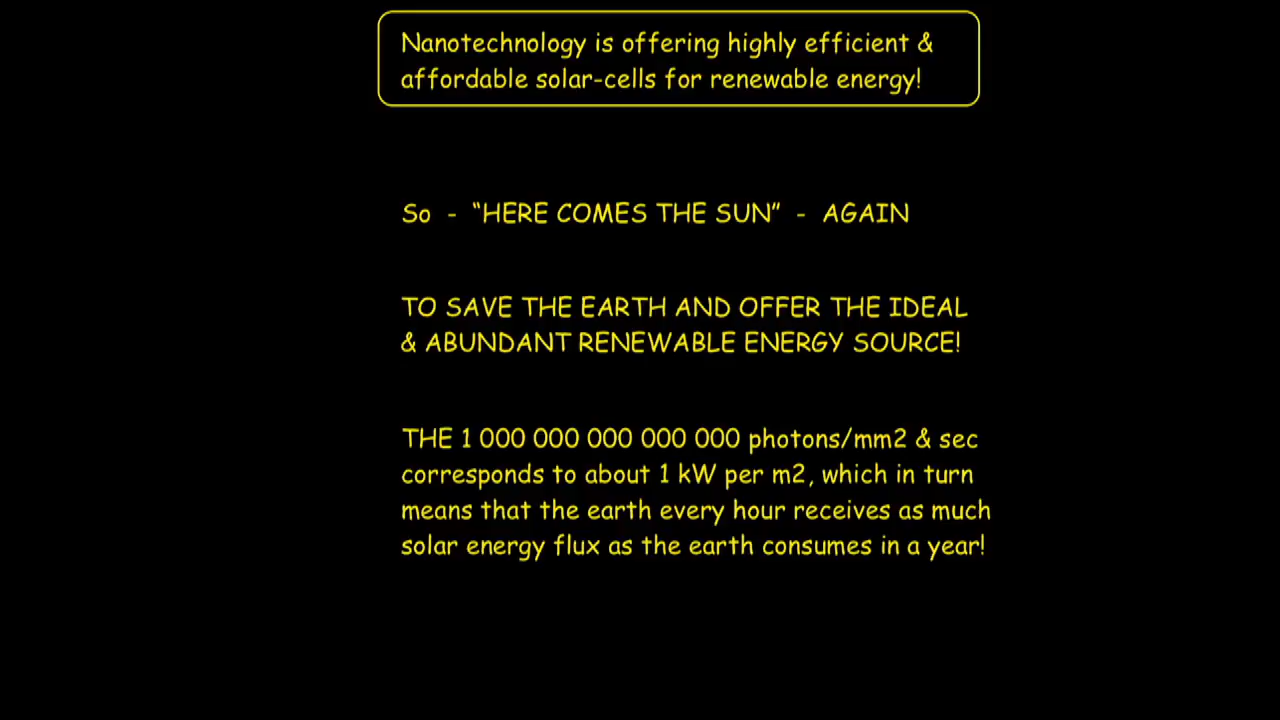 Nanotechnology is offering highly efficient &
affordable solar-cells for renewable energy!
So - “HERE COMES THE SUN” - AGAIN
TO SAVE THE EARTH AND OFFER THE IDEAL
& ABUNDANT RENEWABLE ENERGY SOURCE!
THE 1 000 000 000 000 000 photons/mm2 & sec
corresponds to about 1 kW per m2, which in turn
means that the earth every hour receives as much
solar energy flux as the earth consumes in a year!